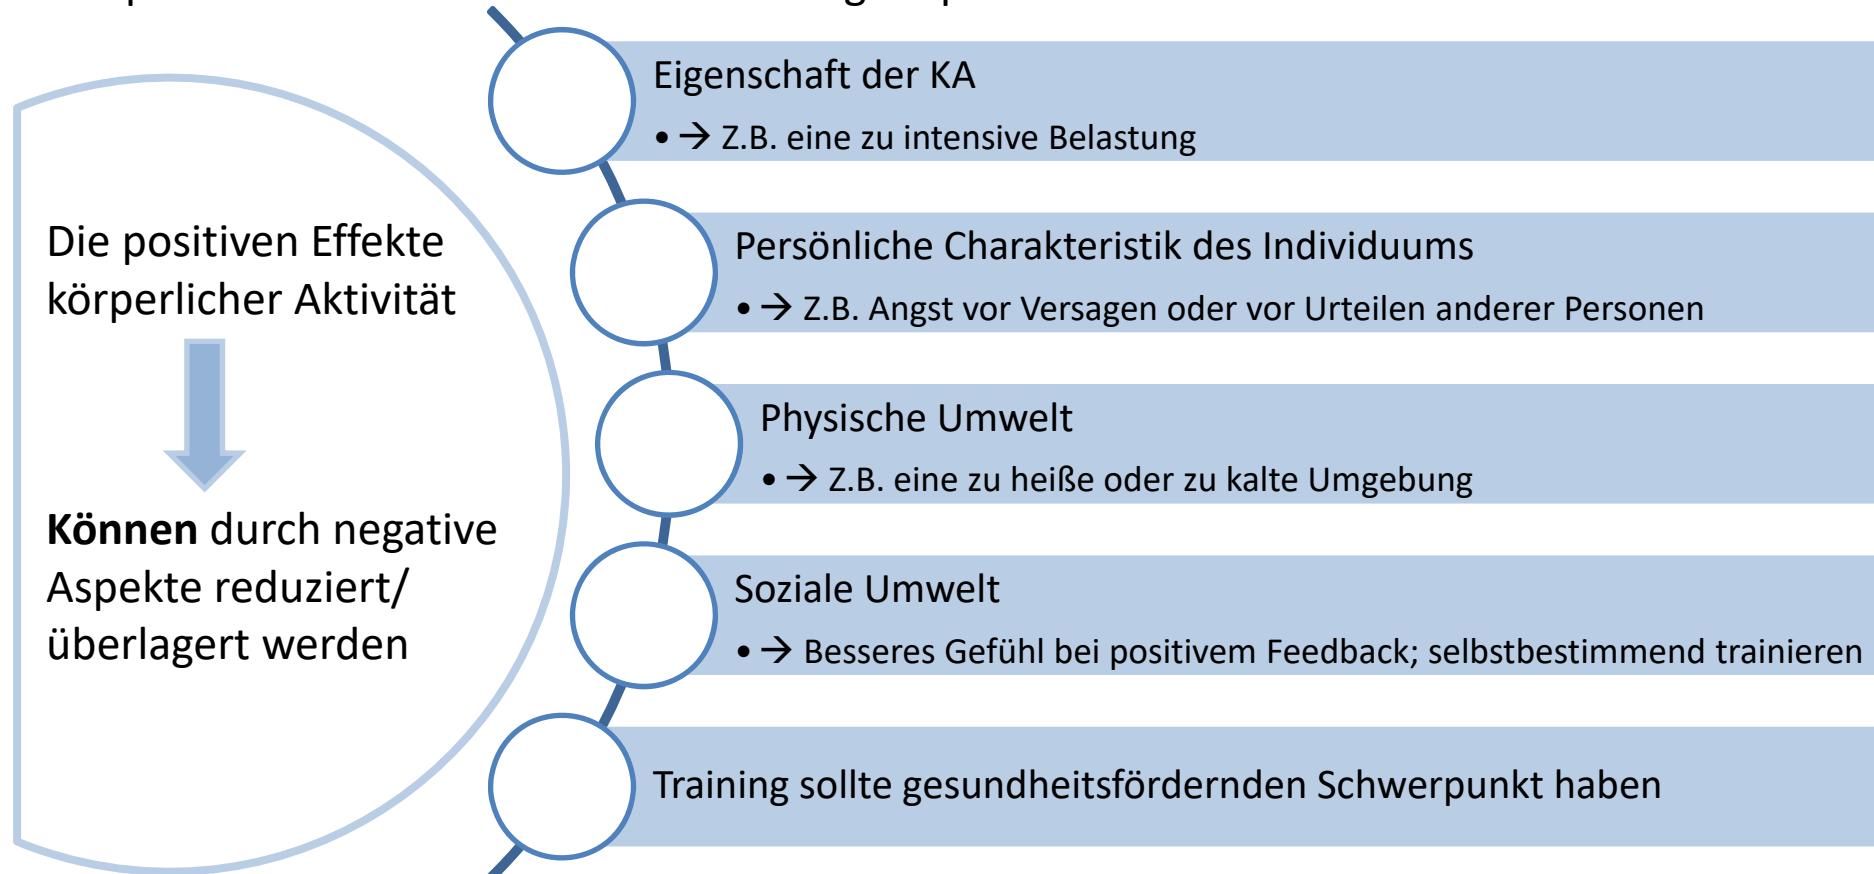 Die positiven Effekte
körperlicher Aktivität
Können durch negative
Aspekte reduziert/
überlagert werden
Eigenschaft der KA
• → Z.B. eine zu intensive Belastung
Persönliche Charakteristik des Individuums
• → Z.B. Angst vor Versagen oder vor Urteilen anderer Personen
Physische Umwelt
• → Z.B. eine zu heiße oder zu kalte Umgebung
Soziale Umwelt
• → Besseres Gefühl bei positivem Feedback; selbstbestimmend trainieren
Training sollte gesundheitsfördernden Schwerpunkt haben